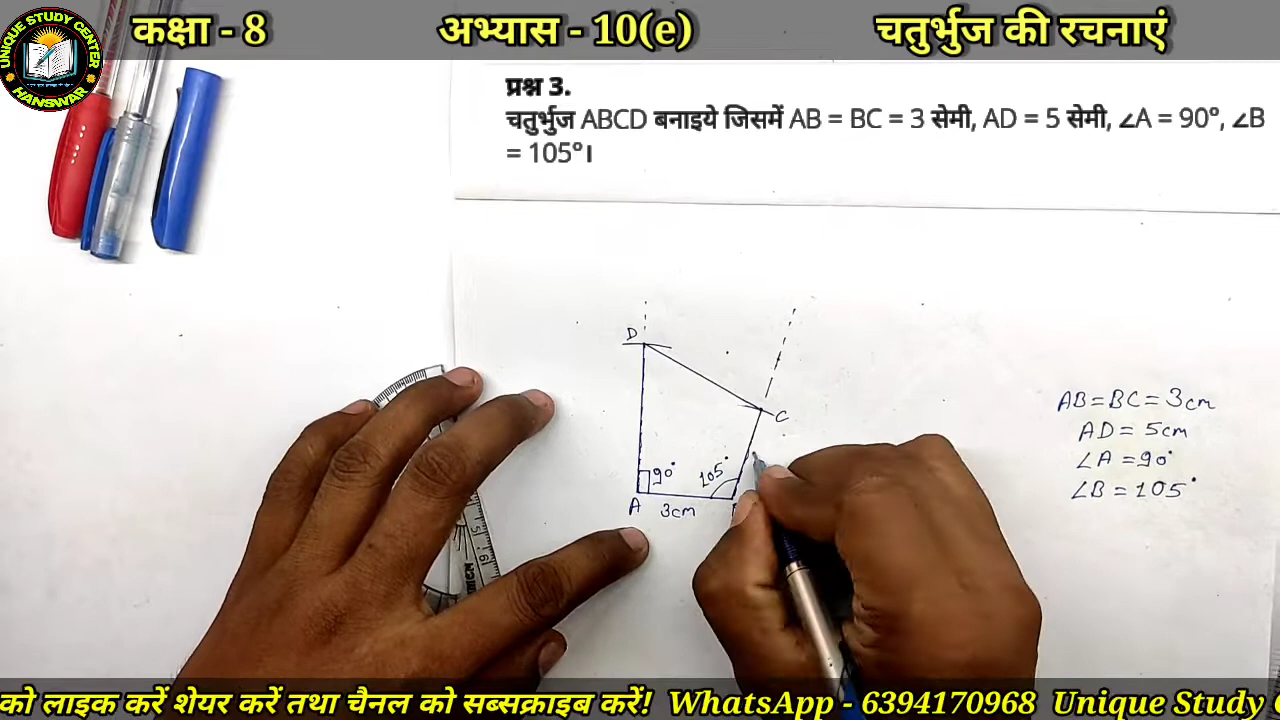 UNIQUE STUDY CENTER
HANSWAR
कक्षा - 8
अभ्यास - 10(e)
चतुर्भुज की रचनाएं
प्रश्न 3.
चतुर्भुज ABCD बनाइये जिसमें AB = BC = 3 सेमी, AD = 5 सेमी, ∠A = 90°, ∠B
= 105°।
D
C
90°
105°
A
3cm
AB = BC = 3cm
AD = 5cm
∠A = 90°
∠B = 105°
को लाइक करें शेयर करें तथा चैनल को सब्सक्राइब करें! WhatsApp - 6394170968 Unique Study